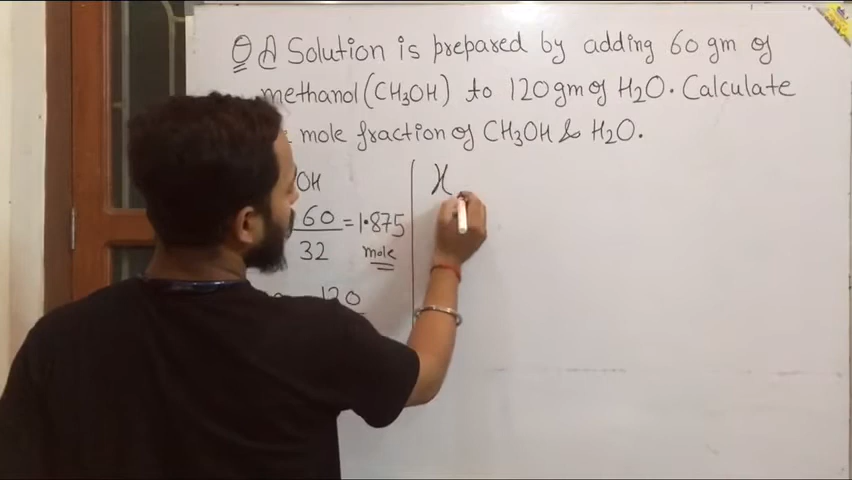 Q A Solution is prepared by adding 60 gm of
methanol (CH3OH) to 120 gm of H2O. Calculate
mole fraction of CH3OH & H2O.
OH
60
32
= 1.875
mole
120
X